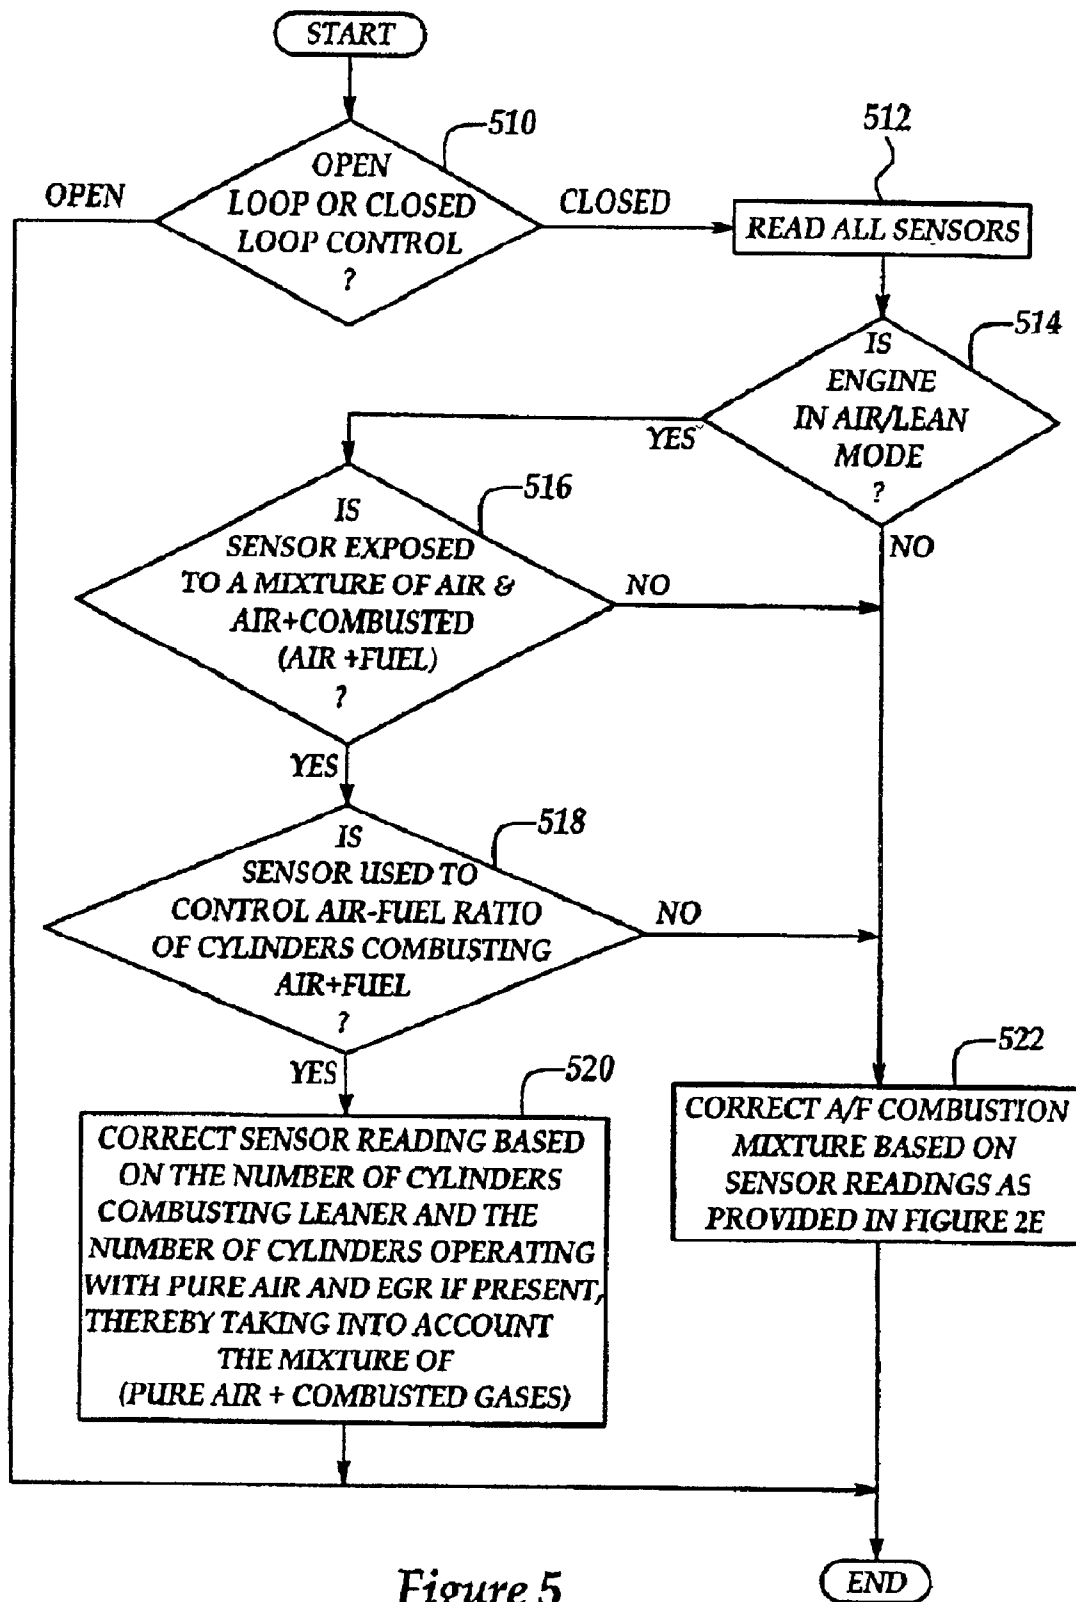 START
510
OPEN
LOOP OR CLOSED
LOOP CONTROL
?
OPEN
CLOSED
512
READ ALL SENSORS
514
IS
ENGINE
IN AIR/LEAN
MODE
?
YES
NO
516
IS
SENSOR EXPOSED
TO A MIXTURE OF AIR &
AIR+COMBUSTED
(AIR +FUEL)
?
NO
YES
518
IS
SENSOR USED TO
CONTROL AIR-FUEL RATIO
OF CYLINDERS COMBUSTING
AIR+FUEL
?
NO
YES
520
CORRECT SENSOR READING BASED
ON THE NUMBER OF CYLINDERS
COMBUSTING LEANER AND THE
NUMBER OF CYLINDERS OPERATING
WITH PURE AIR AND EGR IF PRESENT,
THEREBY TAKING INTO ACCOUNT
THE MIXTURE OF
(PURE AIR + COMBUSTED GASES)
522
CORRECT A/F COMBUSTION
MIXTURE BASED ON
SENSOR READINGS AS
PROVIDED IN FIGURE 2E
END
Figure 5